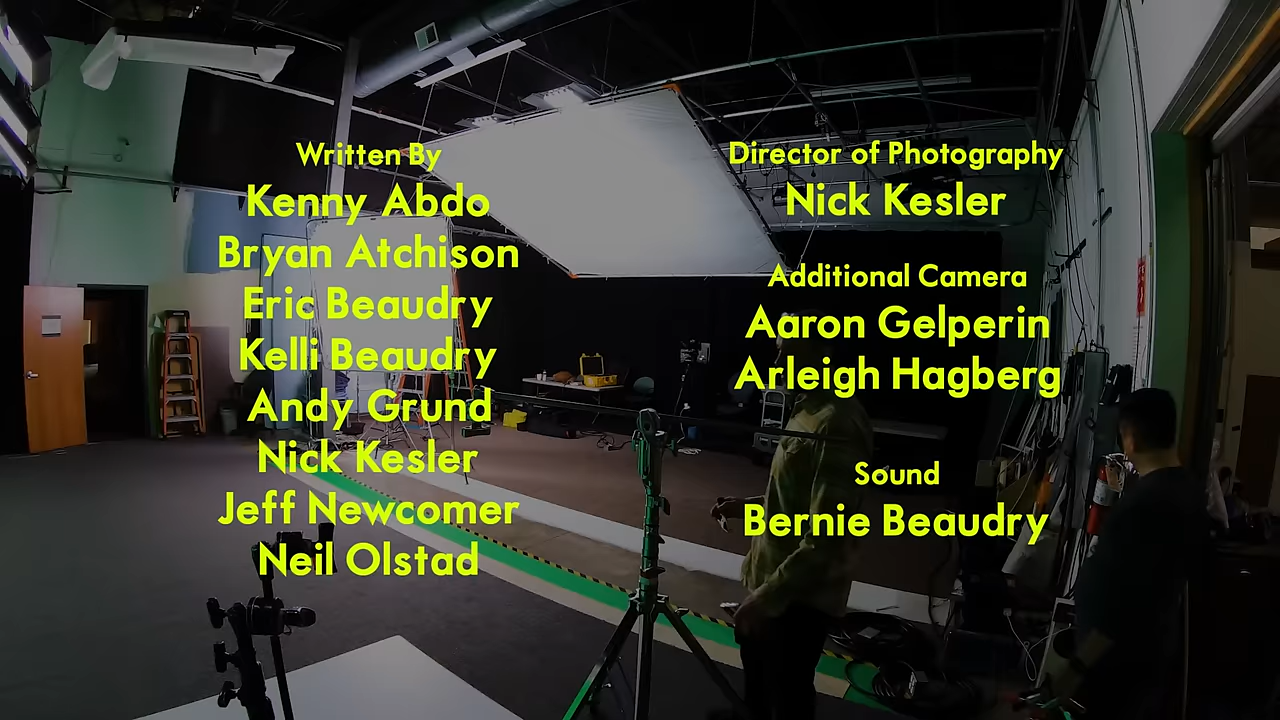 Written By
Kenny Abdo
Bryan Atchison
Eric Beaudry
Kelli Beaudry
Andy Grund
Nick Kesler
Jeff Newcomer
Neil Olstad
Director of Photography
Nick Kesler
Additional Camera
Aaron Gelperin
Arleigh Hagberg
Sound
Bernie Beaudry